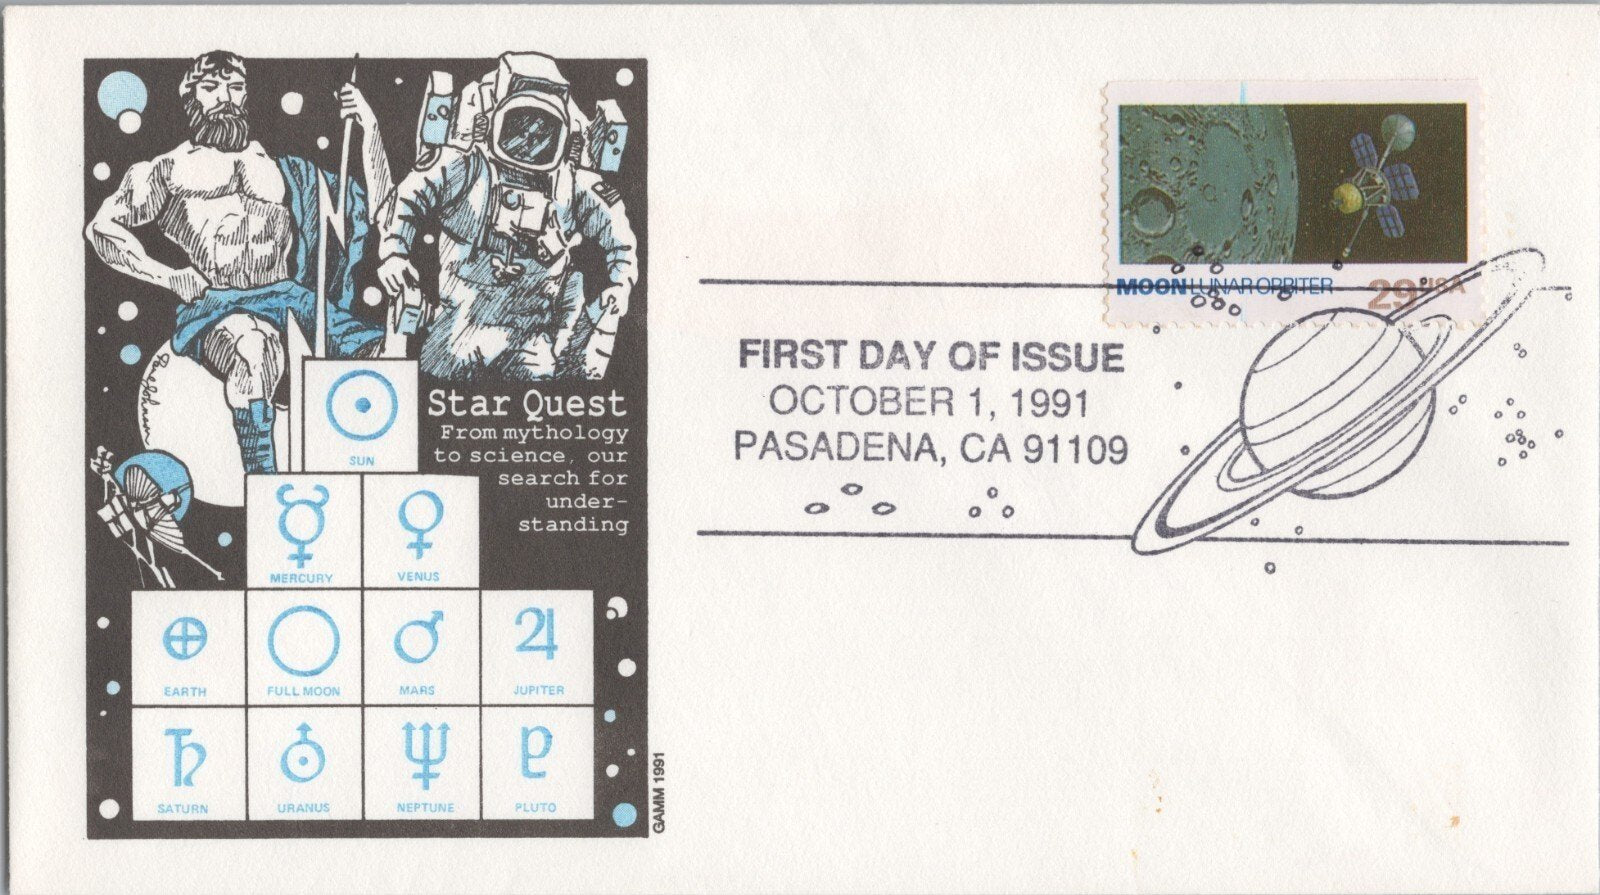 Star Quest
From mythology
to science, our
search for
under-
standing
SUN
MERCURY VENUS
EARTH FULL MOON MARS JUPITER
SATURN URANUS NEPTUNE PLUTO
GAMM 1991
MOON LUNAR ORBITER 29 USA
FIRST DAY OF ISSUE
OCTOBER 1, 1991
PASADENA, CA 91109